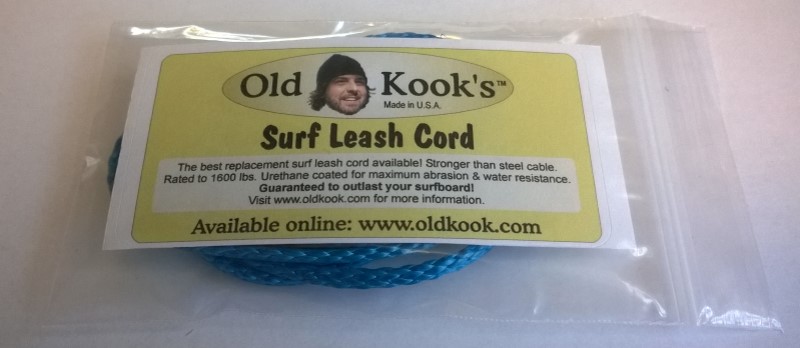 Old Kook's™
Made in U.S.A.
Surf Leash Cord
The best replacement surf leash cord available! Stronger than steel cable.
Rated to 1600 lbs. Urethane coated for maximum abrasion & water resistance.
Guaranteed to outlast your surfboard!
Visit www.oldkook.com for more information.
Available online: www.oldkook.com